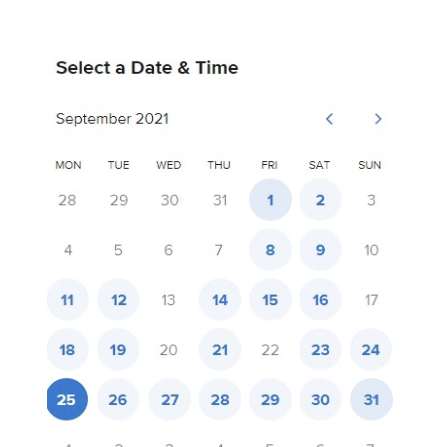 Select a Date & Time
September 2021
MON TUE WED THU FRI SAT SUN
28 29 30 31 1 2 3
4 5 6 7 8 9 10
11 12 13 14 15 16 17
18 19 20 21 22 23 24
25 26 27 28 29 30 31